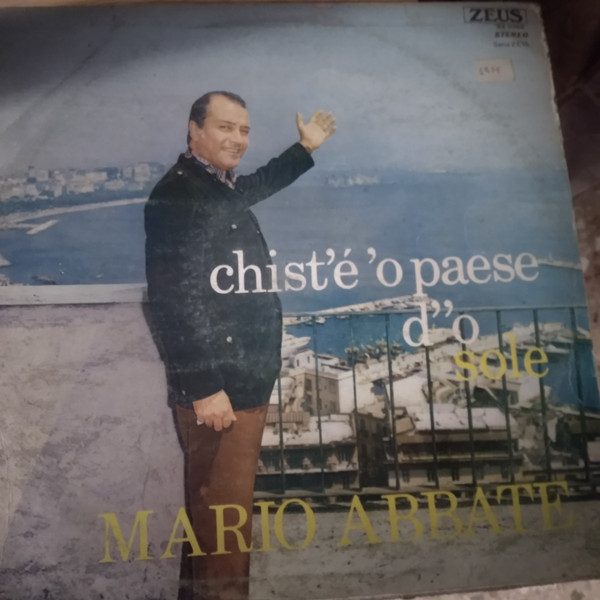 ZEUS
STEREO
chist'é 'o paese
d''o
sole
MARIO ABBATE